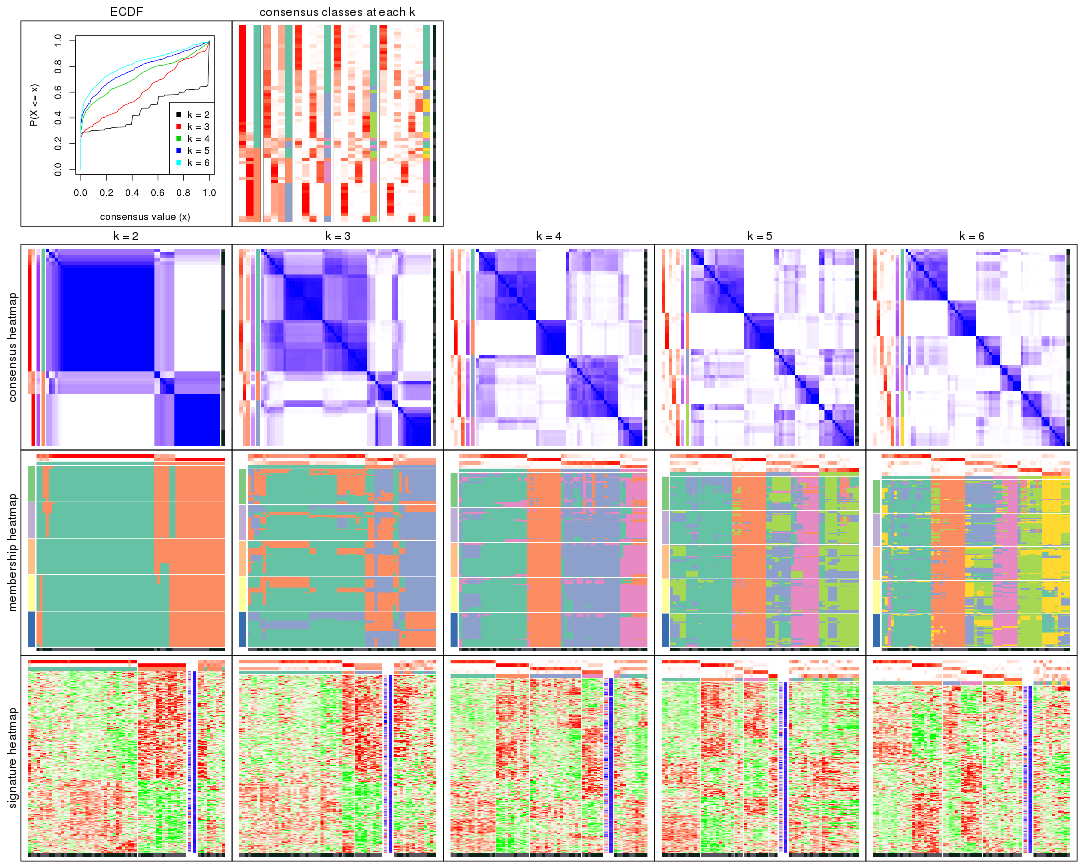 ECDF
consensus classes at each k
P(X <= x)
0.0 0.2 0.4 0.6 0.8 1.0
k = 2
k = 3
k = 4
k = 5
k = 6
0.0 0.2 0.4 0.6 0.8 1.0
consensus value (x)
k = 2
k = 3
k = 4
k = 5
k = 6
consensus heatmap
membership heatmap
signature heatmap